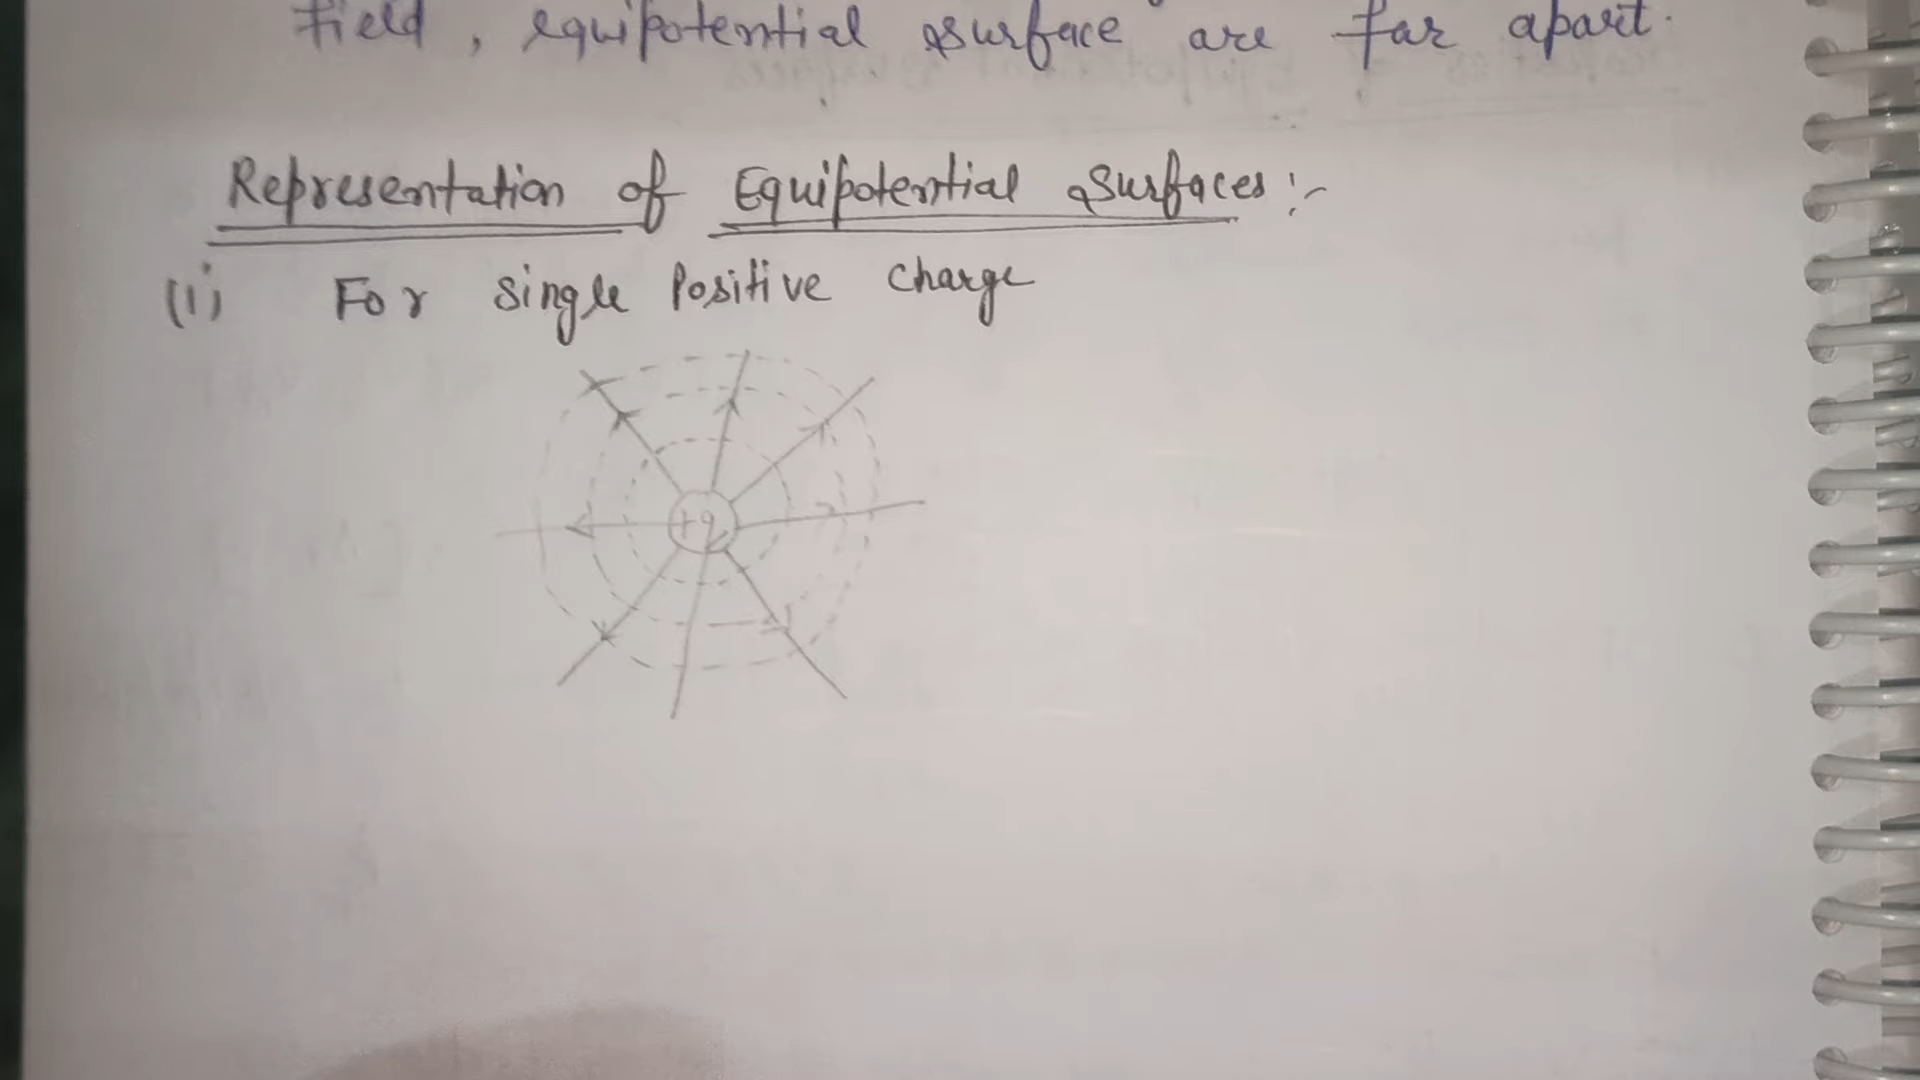 field, equipotential surface are far apart.
Representation of Equipotential Surfaces:-
(i) For single Positive charge
+q